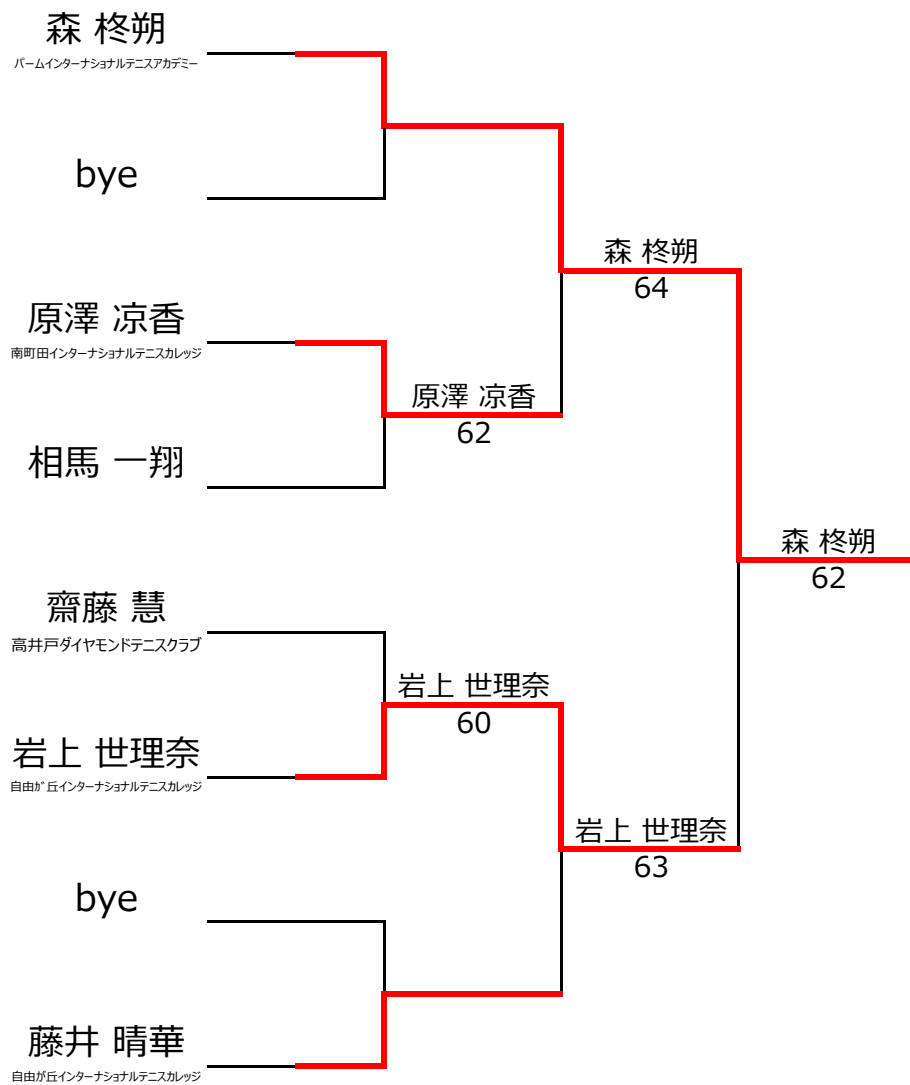 森 柊朔
パームインターナショナルテニスアカデミー
bye
森 柊朔
64
原澤 凉香
南町田インターナショナルテニスカレッジ
原澤 凉香
62
相馬 一翔
森 柊朔
62
齋藤 慧
高井戸ダイヤモンドテニスクラブ
岩上 世理奈
60
岩上 世理奈
自由が丘インターナショナルテニスカレッジ
岩上 世理奈
63
bye
藤井 晴華
自由が丘インターナショナルテニスカレッジ